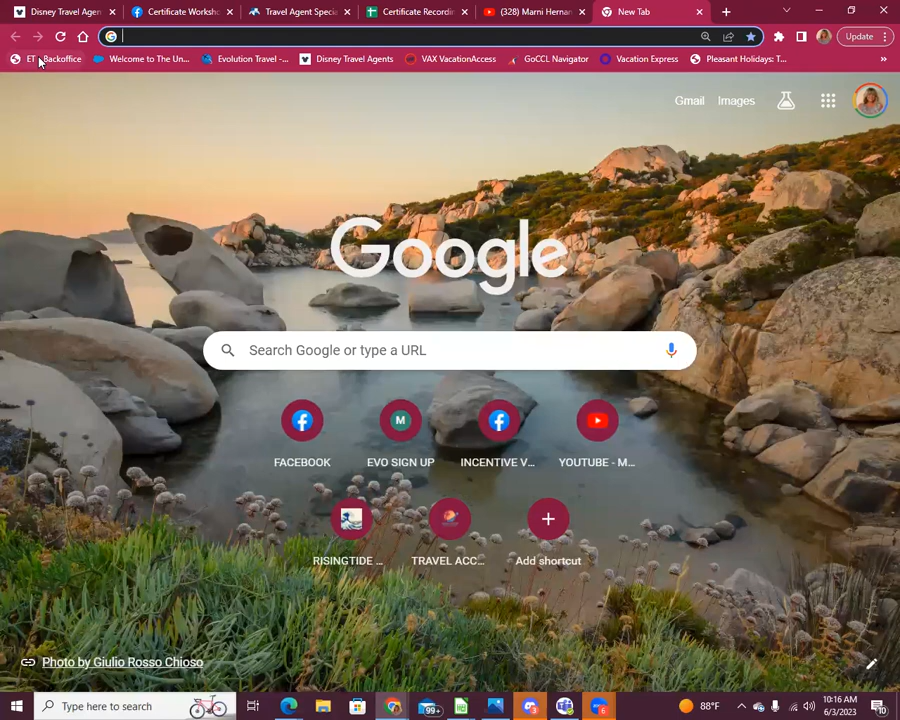 Disney Travel Agen
Certificate Worksho
Travel Agent Specia
Certificate Recordin
(328) Marni Hernan
New Tab
Update
ET Backoffice
Welcome to The Un...
Evolution Travel -...
Disney Travel Agents
VAX VacationAccess
GoCCL Navigator
Vacation Express
Pleasant Holidays: T...
»
Gmail
Images
Google
Search Google or type a URL
FACEBOOK
M
EVO SIGN UP
INCENTIVE V...
YOUTUBE - M...
RISINGTIDE ...
TRAVEL ACC...
Add shortcut
Photo by Giulio Rosso Chioso
Type here to search
99+
88°F
10:16 AM
6/3/2023